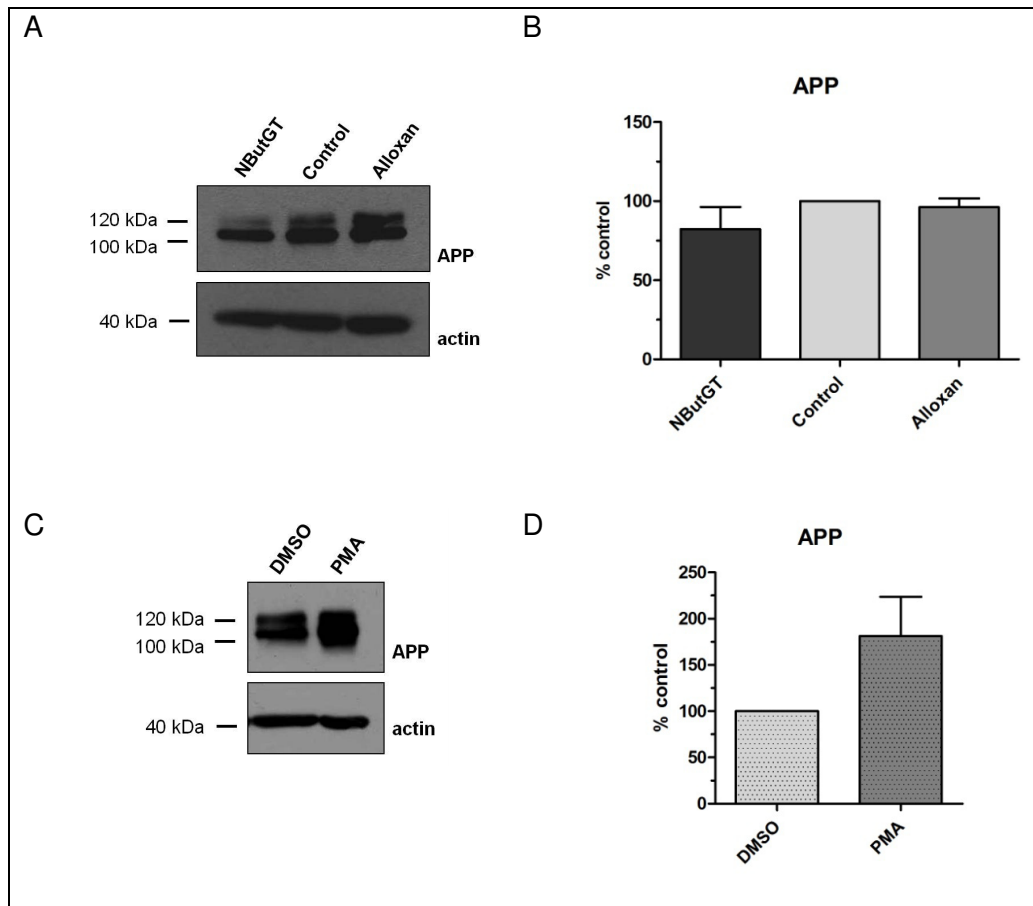 A
NButGT
Control
Alloxan
120 kDa
100 kDa
APP
40 kDa
actin
B
APP
150
100
50
0
% control
NButGT
Control
Alloxan
C
DMSO
PMA
120 kDa
100 kDa
APP
40 kDa
actin
D
APP
250
200
150
100
50
0
% control
DMSO
PMA